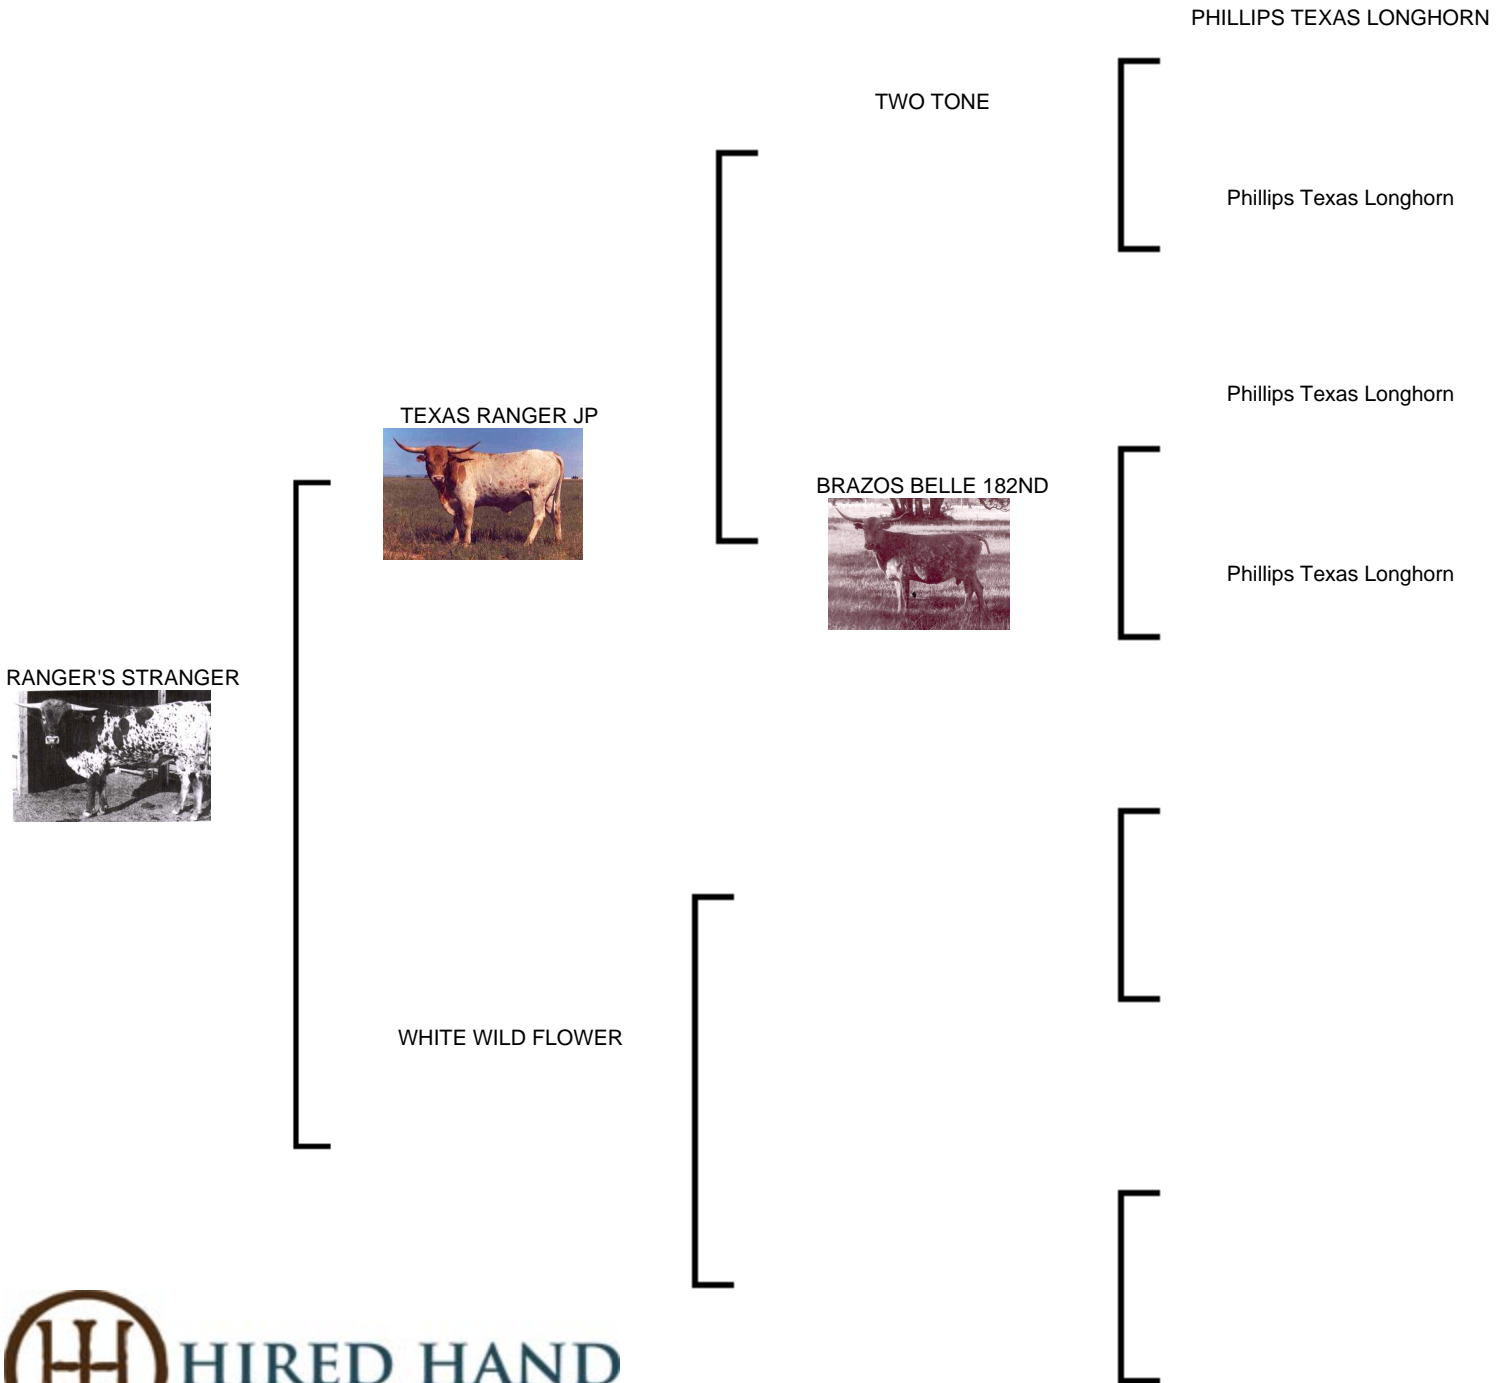 PHILLIPS TEXAS LONGHORN
TWO TONE
Phillips Texas Longhorn
Phillips Texas Longhorn
TEXAS RANGER JP
BRAZOS BELLE 182ND
Phillips Texas Longhorn
RANGER'S STRANGER
WHITE WILD FLOWER
HIRED HAND